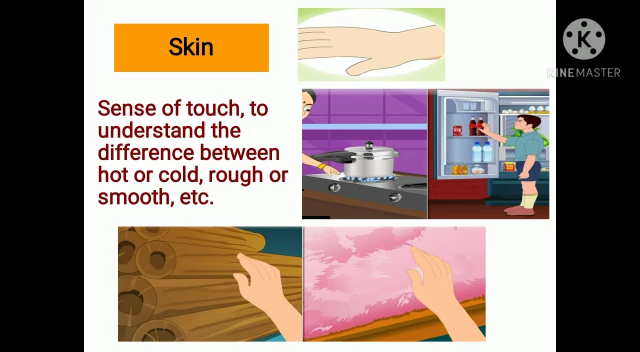 Skin
Sense of touch, to
understand the
difference between
hot or cold, rough or
smooth, etc.
KINEMASTER